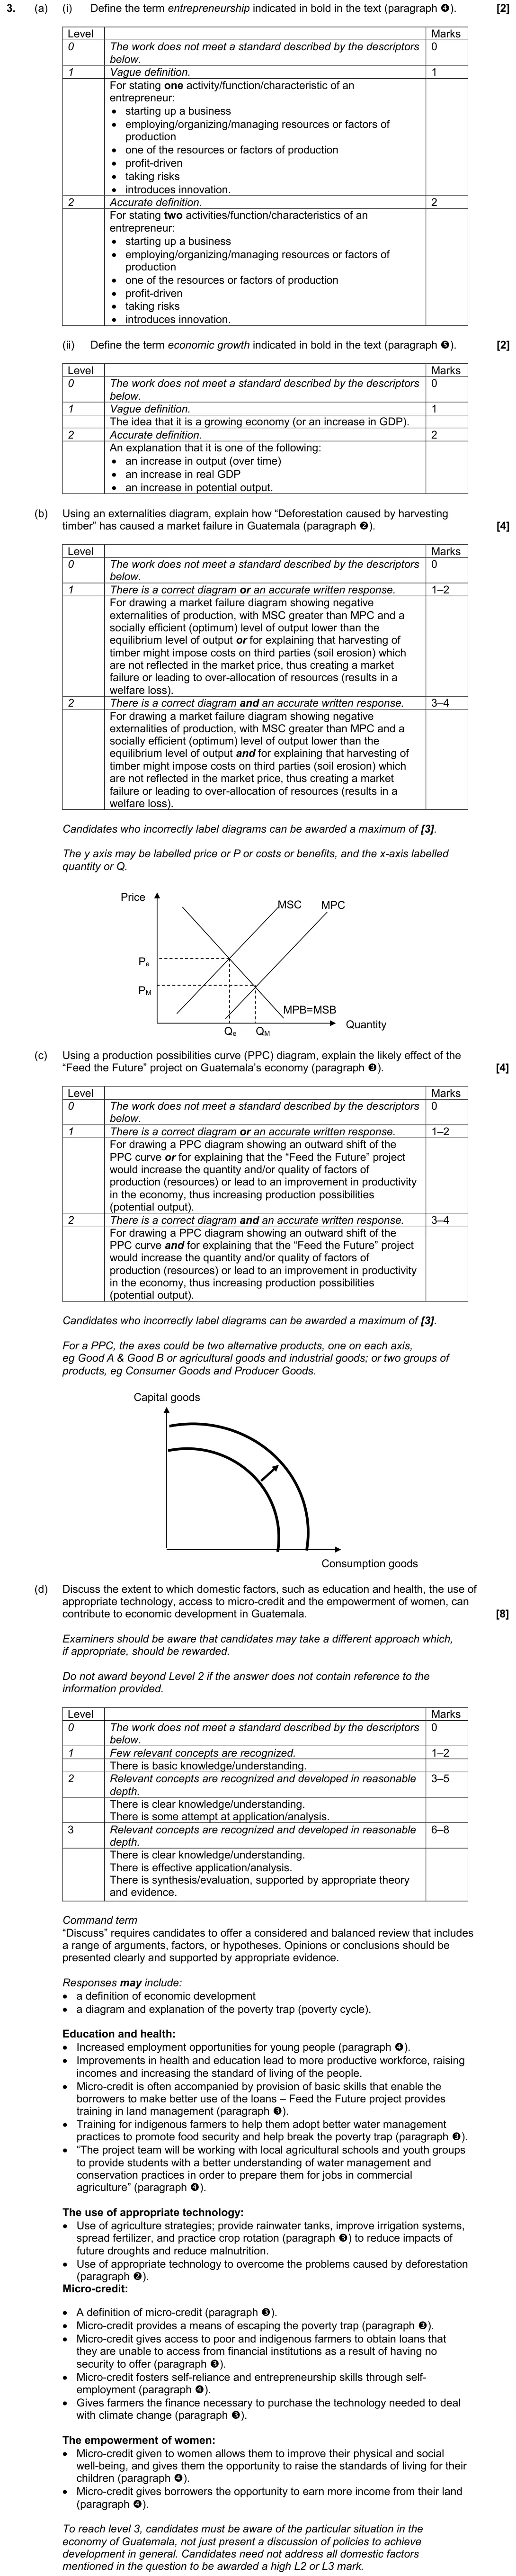 3. (a) (i) Define the term entrepreneurship indicated in bold in the text (paragraph ❹). [2]
Level Marks
0 The work does not meet a standard described by the descriptors 0
below.
1 Vague definition. 1
For stating one activity/function/characteristic of an
entrepreneur:
• starting up a business
• employing/organizing/managing resources or factors of
production
• one of the resources or factors of production
• profit-driven
• taking risks
• introduces innovation.
2 Accurate definition. 2
For stating two activities/function/characteristics of an
entrepreneur:
• starting up a business
• employing/organizing/managing resources or factors of
production
• one of the resources or factors of production
• profit-driven
• taking risks
• introduces innovation.
(ii) Define the term economic growth indicated in bold in the text (paragraph ❺). [2]
Level Marks
0 The work does not meet a standard described by the descriptors 0
below.
1 Vague definition. 1
The idea that it is a growing economy (or an increase in GDP).
2 Accurate definition. 2
An explanation that it is one of the following:
• an increase in output (over time)
• an increase in real GDP
• an increase in potential output.
(b) Using an externalities diagram, explain how “Deforestation caused by harvesting
timber” has caused a market failure in Guatemala (paragraph ❷). [4]
Level Marks
0 The work does not meet a standard described by the descriptors 0
below.
1 There is a correct diagram or an accurate written response. 1–2
For drawing a market failure diagram showing negative
externalities of production, with MSC greater than MPC and a
socially efficient (optimum) level of output lower than the
equilibrium level of output or for explaining that harvesting of
timber might impose costs on third parties (soil erosion) which
are not reflected in the market price, thus creating a market
failure or leading to over-allocation of resources (results in a
welfare loss).
2 There is a correct diagram and an accurate written response. 3–4
For drawing a market failure diagram showing negative
externalities of production, with MSC greater than MPC and a
socially efficient (optimum) level of output lower than the
equilibrium level of output and for explaining that harvesting of
timber might impose costs on third parties (soil erosion) which
are not reflected in the market price, thus creating a market
failure or leading to over-allocation of resources (results in a
welfare loss).
Candidates who incorrectly label diagrams can be awarded a maximum of [3].
The y axis may be labelled price or P or costs or benefits, and the x-axis labelled
quantity or Q.
Price
MSC MPC
Pe
PM
MPB=MSB
Quantity
Qe QM
(c) Using a production possibilities curve (PPC) diagram, explain the likely effect of the
“Feed the Future” project on Guatemala’s economy (paragraph ❸). [4]
Level Marks
0 The work does not meet a standard described by the descriptors 0
below.
1 There is a correct diagram or an accurate written response. 1–2
For drawing a PPC diagram showing an outward shift of the
PPC curve or for explaining that the “Feed the Future” project
would increase the quantity and/or quality of factors of
production (resources) or lead to an improvement in productivity
in the economy, thus increasing production possibilities
(potential output).
2 There is a correct diagram and an accurate written response. 3–4
For drawing a PPC diagram showing an outward shift of the
PPC curve and for explaining that the “Feed the Future” project
would increase the quantity and/or quality of factors of
production (resources) or lead to an improvement in productivity
in the economy, thus increasing production possibilities
(potential output).
Candidates who incorrectly label diagrams can be awarded a maximum of [3].
For a PPC, the axes could be two alternative products, one on each axis,
eg Good A & Good B or agricultural goods and industrial goods; or two groups of
products, eg Consumer Goods and Producer Goods.
Capital goods
Consumption goods
(d) Discuss the extent to which domestic factors, such as education and health, the use of
appropriate technology, access to micro-credit and the empowerment of women, can
contribute to economic development in Guatemala. [8]
Examiners should be aware that candidates may take a different approach which,
if appropriate, should be rewarded.
Do not award beyond Level 2 if the answer does not contain reference to the
information provided.
Level Marks
0 The work does not meet a standard described by the descriptors 0
below.
1 Few relevant concepts are recognized. 1–2
There is basic knowledge/understanding.
2 Relevant concepts are recognized and developed in reasonable 3–5
depth.
There is clear knowledge/understanding.
There is some attempt at application/analysis.
3 Relevant concepts are recognized and developed in reasonable 6–8
depth.
There is clear knowledge/understanding.
There is effective application/analysis.
There is synthesis/evaluation, supported by appropriate theory
and evidence.
Command term
“Discuss” requires candidates to offer a considered and balanced review that includes
a range of arguments, factors, or hypotheses. Opinions or conclusions should be
presented clearly and supported by appropriate evidence.
Responses may include:
• a definition of economic development
• a diagram and explanation of the poverty trap (poverty cycle).
Education and health:
• Increased employment opportunities for young people (paragraph ❹).
• Improvements in health and education lead to more productive workforce, raising
incomes and increasing the standard of living of the people.
• Micro-credit is often accompanied by provision of basic skills that enable the
borrowers to make better use of the loans – Feed the Future project provides
training in land management (paragraph ❸).
• Training for indigenous farmers to help them adopt better water management
practices to promote food security and help break the poverty trap (paragraph ❸).
• “The project team will be working with local agricultural schools and youth groups
to provide students with a better understanding of water management and
conservation practices in order to prepare them for jobs in commercial
agriculture” (paragraph ❹).
The use of appropriate technology:
• Use of agriculture strategies; provide rainwater tanks, improve irrigation systems,
spread fertilizer, and practice crop rotation (paragraph ❸) to reduce impacts of
future droughts and reduce malnutrition.
• Use of appropriate technology to overcome the problems caused by deforestation
(paragraph ❷).
Micro-credit:
• A definition of micro-credit (paragraph ❸).
• Micro-credit provides a means of escaping the poverty trap (paragraph ❸).
• Micro-credit gives access to poor and indigenous farmers to obtain loans that
they are unable to access from financial institutions as a result of having no
security to offer (paragraph ❸).
• Micro-credit fosters self-reliance and entrepreneurship skills through self-
employment (paragraph ❹).
• Gives farmers the finance necessary to purchase the technology needed to deal
with climate change (paragraph ❸).
The empowerment of women:
• Micro-credit given to women allows them to improve their physical and social
well-being, and gives them the opportunity to raise the standards of living for their
children (paragraph ❹).
• Micro-credit gives borrowers the opportunity to earn more income from their land
(paragraph ❹).
To reach level 3, candidates must be aware of the particular situation in the
economy of Guatemala, not just present a discussion of policies to achieve
development in general. Candidates need not address all domestic factors
mentioned in the question to be awarded a high L2 or L3 mark.